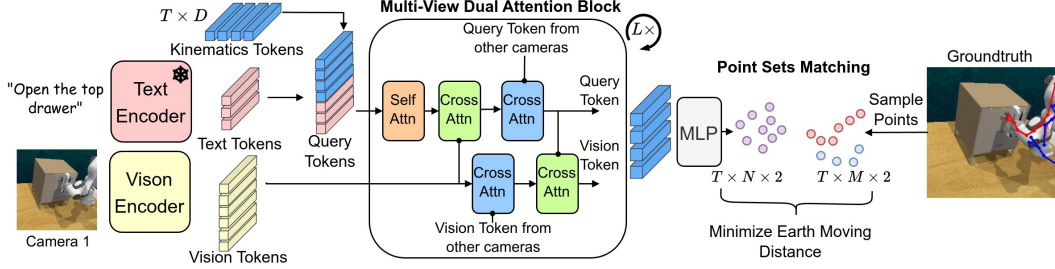 T × D
Kinematics Tokens
"Open the top
drawer"
Text
Encoder
Text Tokens
Camera 1
Vison
Encoder
Vision Tokens
Query
Tokens
Multi-View Dual Attention Block
Query Token from
other cameras
L×
Self
Attn
Cross
Attn
Cross
Attn
Query
Token
Cross
Attn
Cross
Attn
Vision
Token
Vision Token from
other cameras
MLP
Point Sets Matching
T × N × 2
T × M × 2
Minimize Earth Moving
Distance
Sample
Points
Groundtruth